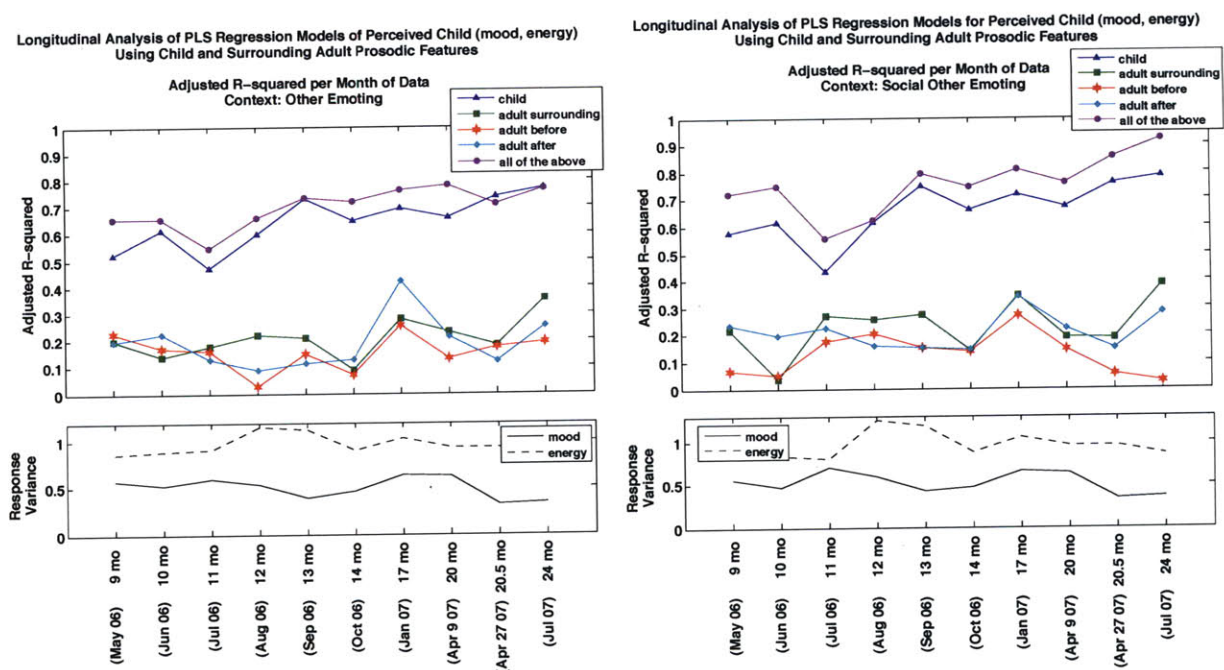 Longitudinal Analysis of PLS Regression Models of Perceived Child (mood, energy)
Using Child and Surrounding Adult Prosodic Features
Adjusted R-squared per Month of Data
Context: Other Emoting
child
adult surrounding
adult before
adult after
all of the above
Adjusted R-squared
1
0.9
0.8
0.7
0.6
0.5
0.4
0.3
0.2
0.1
0
Response
Variance
1
0.5
0
mood
energy
9 mo
10 mo
11 mo
12 mo
13 mo
14 mo
17 mo
20 mo
20.5 mo
24 mo
(May 06)
(Jun 06)
(Jul 06)
(Aug 06)
(Sep 06)
(Oct 06)
(Jan 07)
(Apr 9 07)
(Apr 27 07)
(Jul 07)
Longitudinal Analysis of PLS Regression Models for Perceived Child (mood, energy)
Using Child and Surrounding Adult Prosodic Features
Adjusted R-squared per Month of Data
Context: Social Other Emoting
child
adult surrounding
adult before
adult after
all of the above
Adjusted R-squared
1
0.9
0.8
0.7
0.6
0.5
0.4
0.3
0.2
0.1
0
Response
Variance
1
0.5
0
mood
energy
9 mo
10 mo
11 mo
12 mo
13 mo
14 mo
17 mo
20 mo
20.5 mo
24 mo
(May 06)
(Jun 06)
(Jul 06)
(Aug 06)
(Sep 06)
(Oct 06)
(Jan 07)
(Apr 9 07)
(Apr 27 07)
(Jul 07)